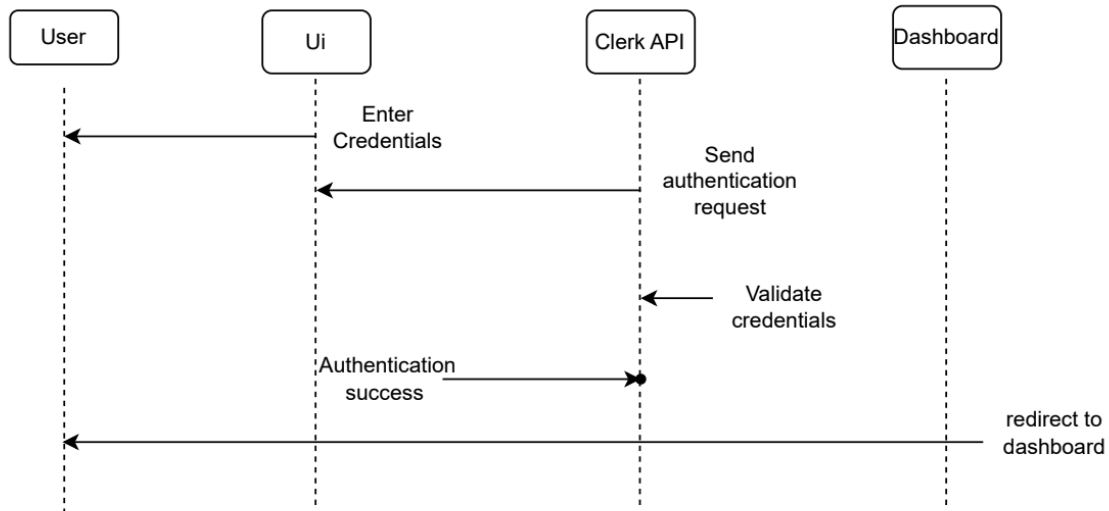 User
Ui
Clerk API
Dashboard
Enter
Credentials
Send
authentication
request
Validate
credentials
Authentication
success
redirect to
dashboard